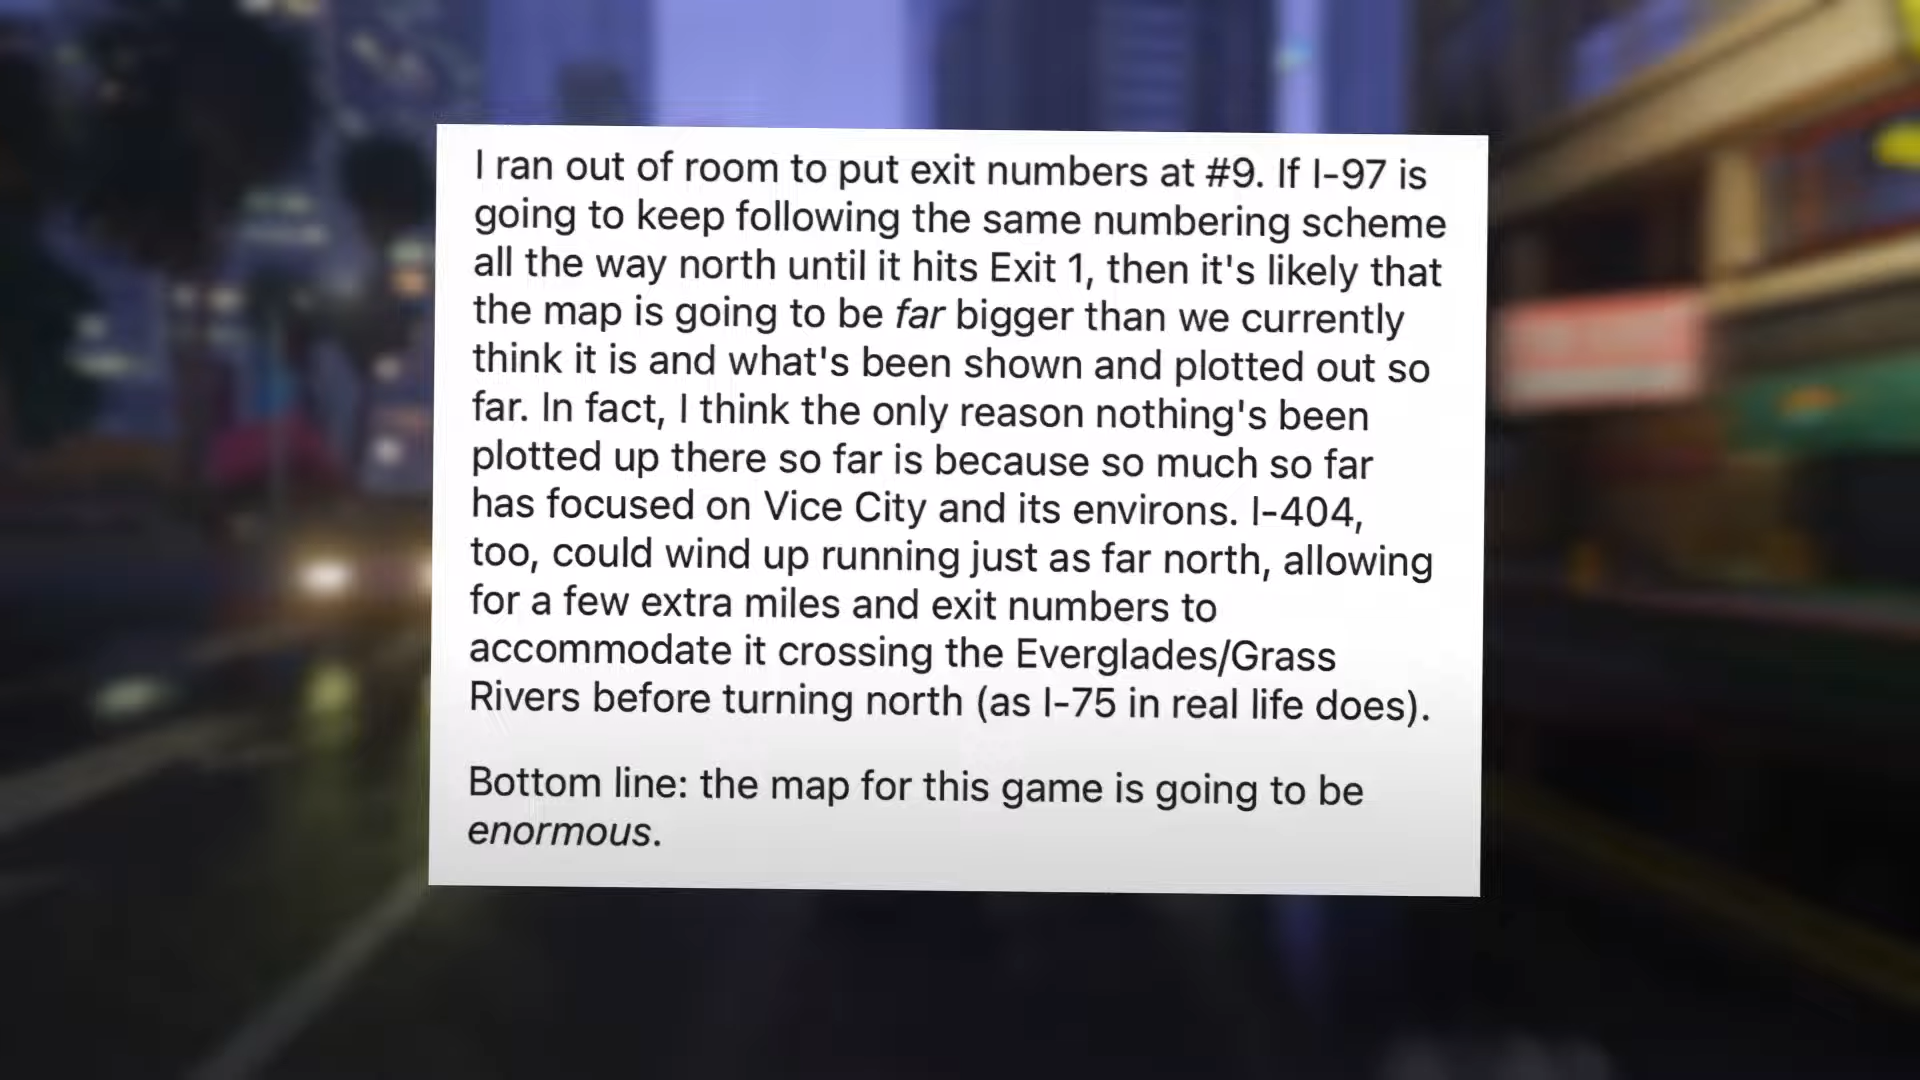 I ran out of room to put exit numbers at #9. If I-97 is
going to keep following the same numbering scheme
all the way north until it hits Exit 1, then it's likely that
the map is going to be far bigger than we currently
think it is and what's been shown and plotted out so
far. In fact, I think the only reason nothing's been
plotted up there so far is because so much so far
has focused on Vice City and its environs. I-404,
too, could wind up running just as far north, allowing
for a few extra miles and exit numbers to
accommodate it crossing the Everglades/Grass
Rivers before turning north (as I-75 in real life does).
Bottom line: the map for this game is going to be
enormous.